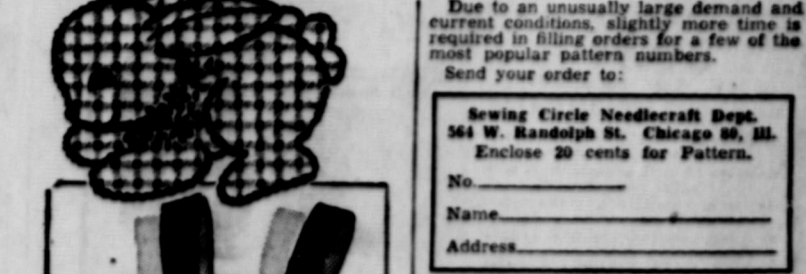 Due to an unusually large demand and
current conditions, slightly more time is
required in filling orders for a few of the
most popular pattern numbers.
Send your order to:
Sewing Circle Needlecraft Dept.
564 W. Randolph St. Chicago 80, Ill.
Enclose 20 cents for Pattern.
No.
Name
Address